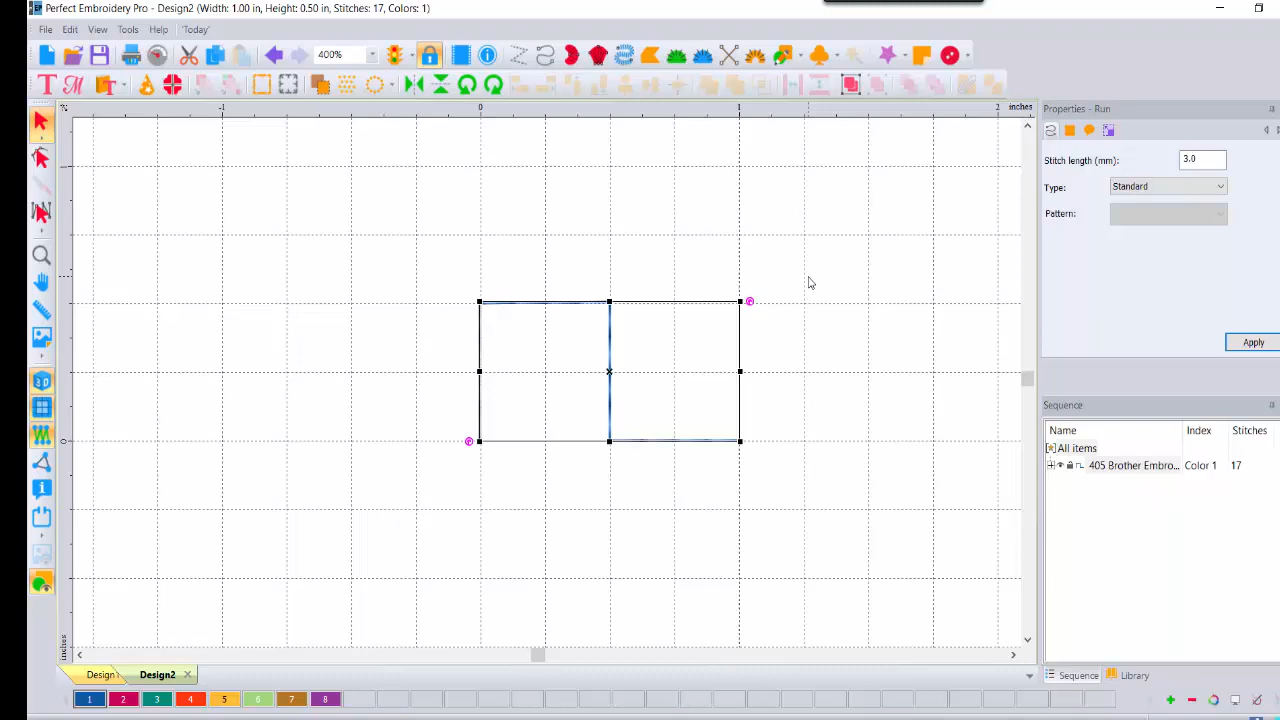 Perfect Embroidery Pro - Design2 (Width: 1.00 in, Height: 0.50 in, Stitches: 17, Colors: 1)
File Edit View Tools Help 'Today'
400%
-1 0 1 2 inches
Properties - Run
Stitch length (mm): 3.0
Type: Standard
Pattern:
Apply
3D
0
Sequence
Name Index Stitches
All items
405 Brother Embro... Color 1 17
inches
Design1 Design2
Sequence Library
1 2 3 4 5 6 7 8